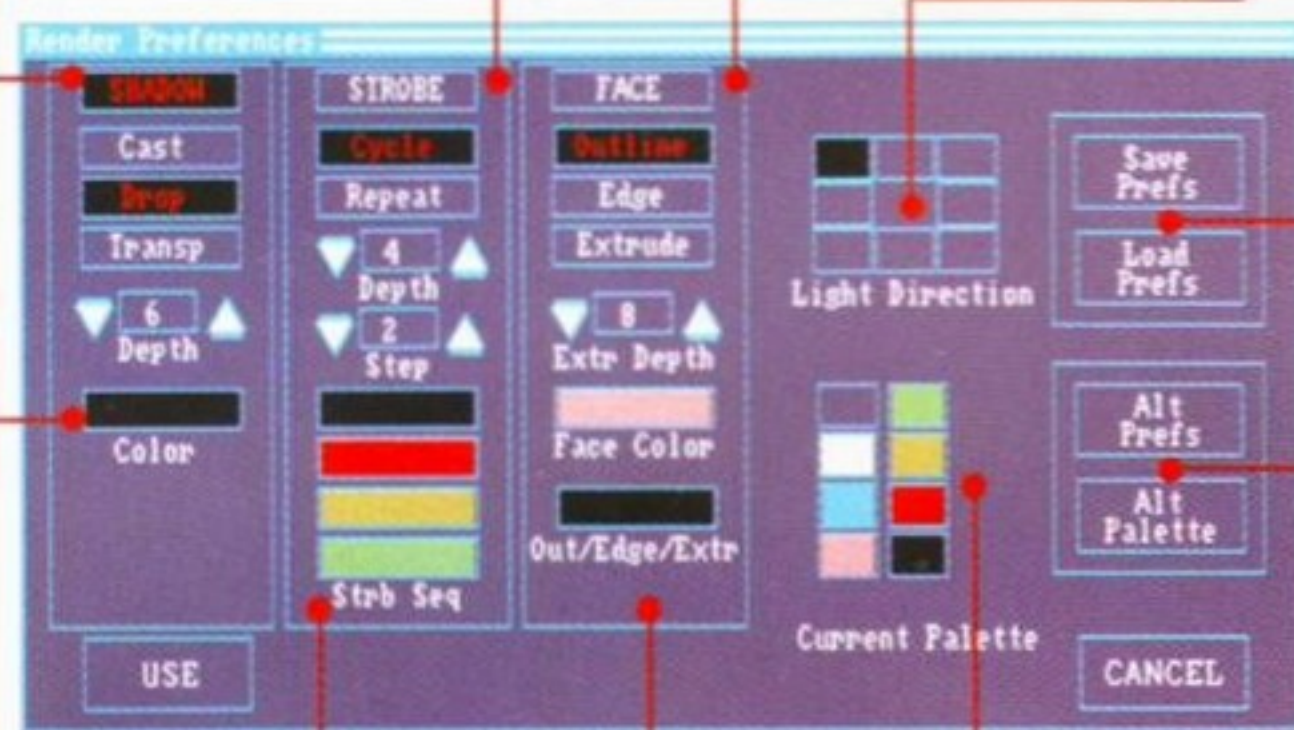 Render Preferences
SHADOW
Cast
Drop
Transp
6
Depth
Color
USE
STROBE
Cycle
Repeat
4
Depth
2
Step
Strb Seq
FACE
Outline
Edge
Extrude
8
Extr Depth
Face Color
Out/Edge/Extr
Light Direction
Current Palette
Save
Prefs
Load
Prefs
Alt
Prefs
Alt
Palette
CANCEL